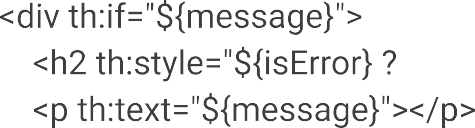 <div th:if="${message}">
<h2 th:style="${isError} ?
<p th:text="${message}"></p>